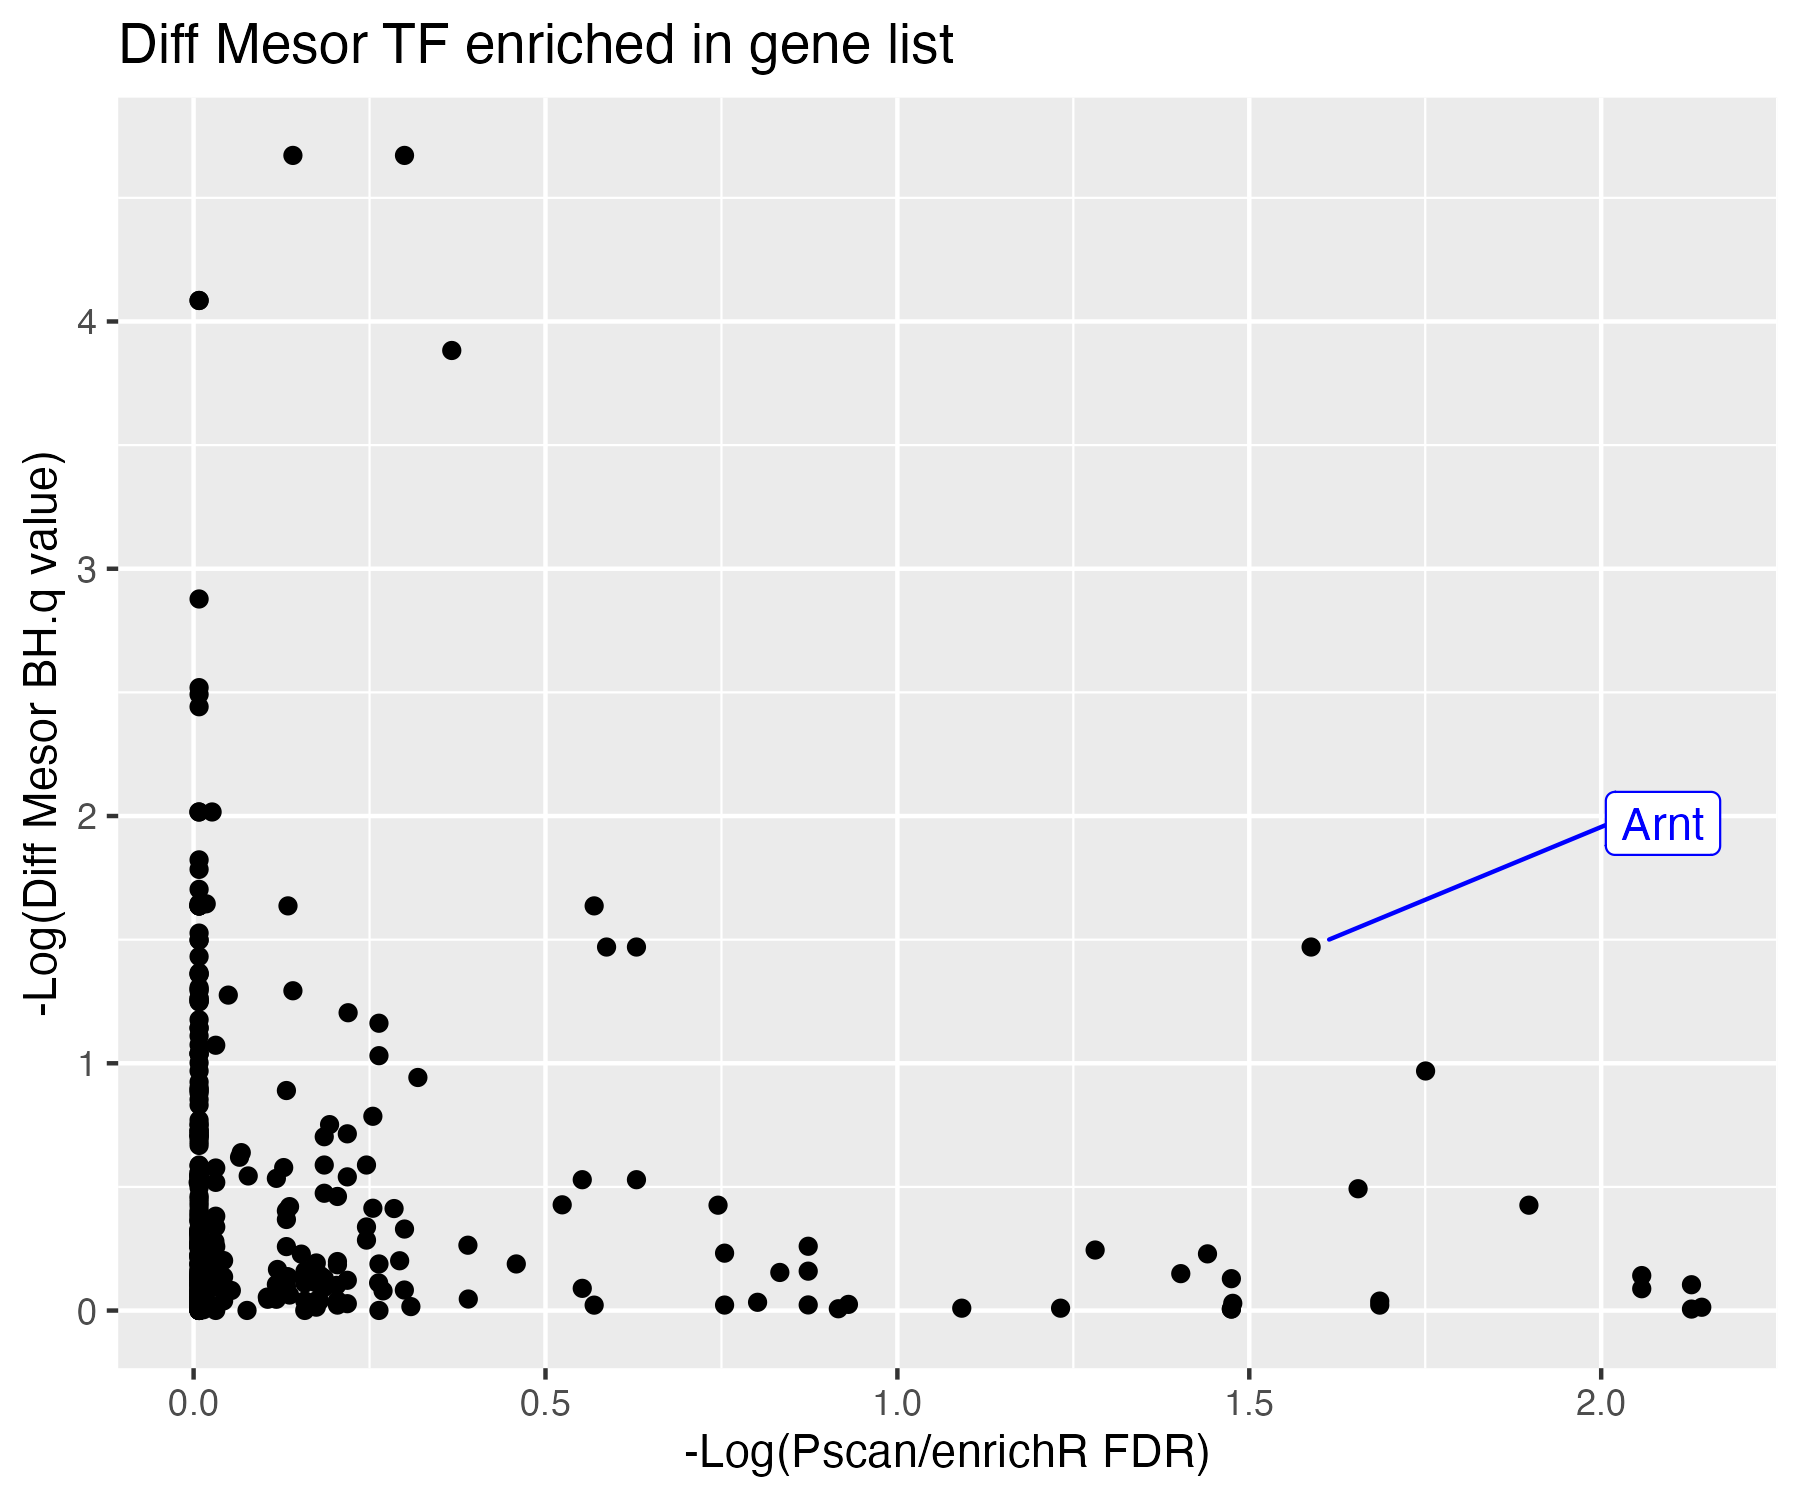 Diff Mesor TF enriched in gene list
-Log(Diff Mesor BH.q value)
4
3
2
1
0
Arnt
0.0 0.5 1.0 1.5 2.0
-Log(Pscan/enrichR FDR)